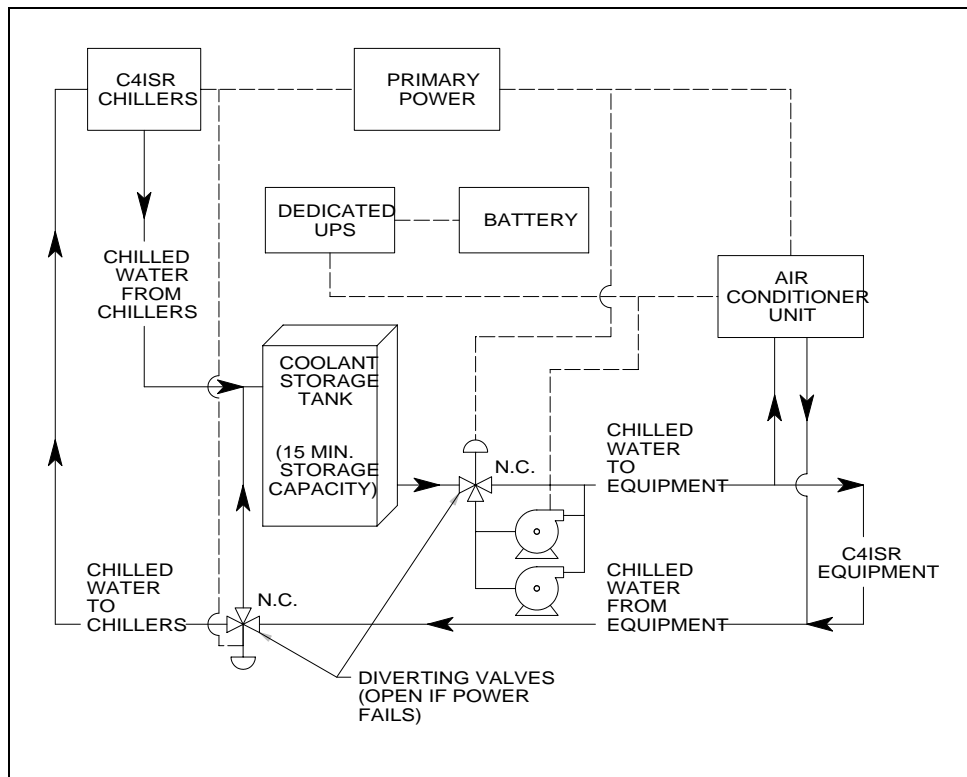 C4ISR
CHILLERS
PRIMARY
POWER
DEDICATED
UPS
BATTERY
CHILLED
WATER
FROM
CHILLERS
AIR
CONDITIONER
UNIT
COOLANT
STORAGE
TANK
(15 MIN.
STORAGE
CAPACITY)
N.C.
CHILLED
WATER
TO
EQUIPMENT
C4ISR
EQUIPMENT
CHILLED
WATER
TO
CHILLERS
N.C.
CHILLED
WATER
FROM
EQUIPMENT
DIVERTING VALVES
(OPEN IF POWER
FAILS)